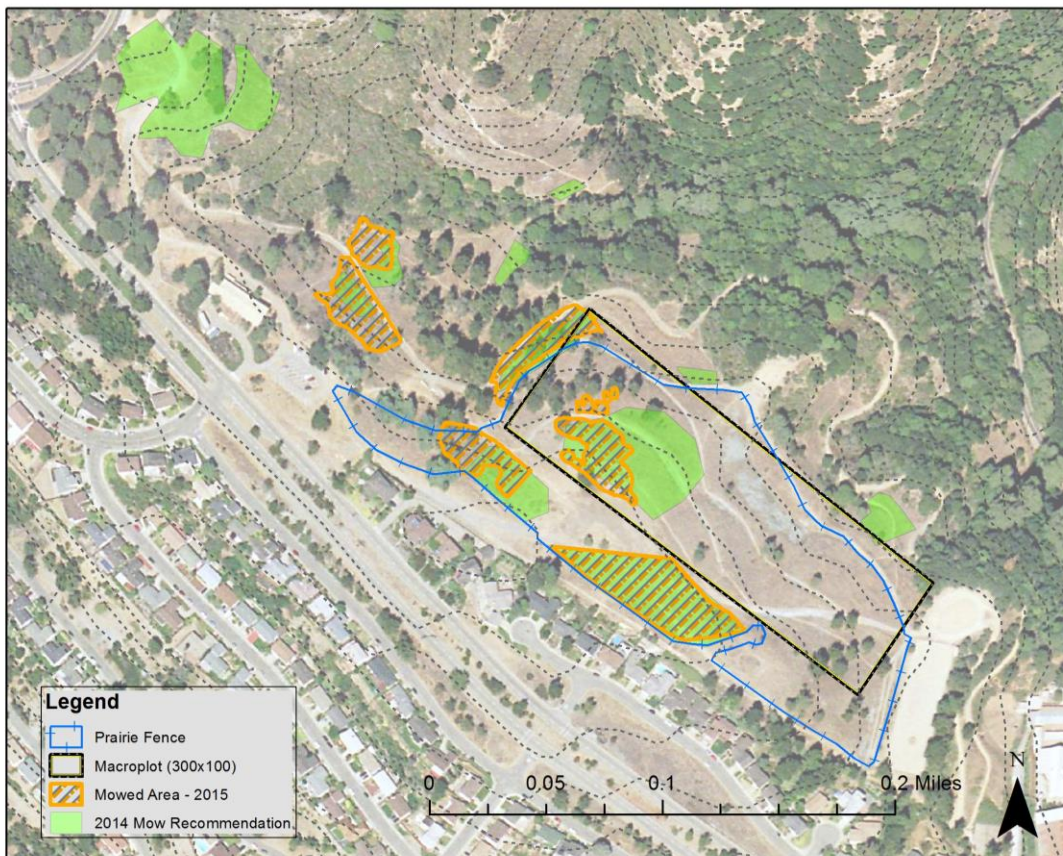 Legend
Prairie Fence
Macroplot (300x100)
Mowed Area - 2015
2014 Mow Recommendation
0 0.05 0.1 0.2 Miles
N